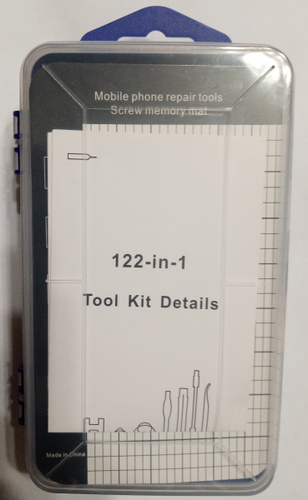 Mobile phone repair tools
Screw memory mat
122-in-1
Tool Kit Details
Made in China